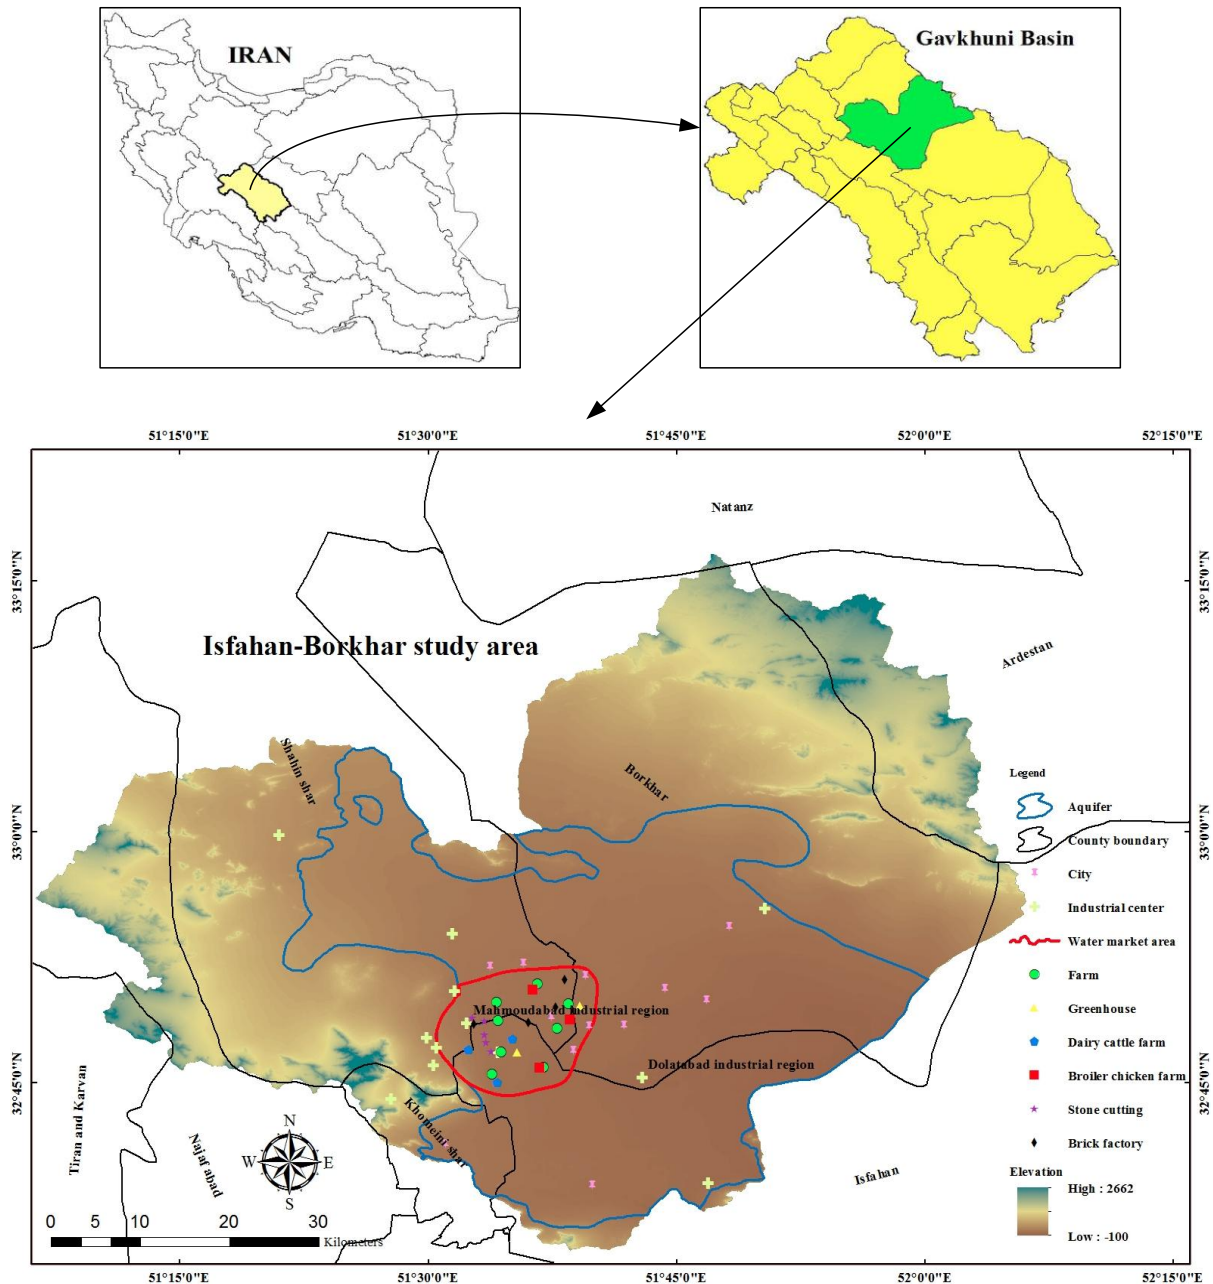 IRAN
Gavkhuni Basin
51°15'0"E
51°30'0"E
51°45'0"E
52°0'0"E
52°15'0"E
Natanz
33°15'0"N
33°15'0"N
Isfahan-Borkhar study area
Ardestan
Shahin shar
Borkhar
Legend
Aquifer
33°0'0"N
33°0'0"N
County boundary
City
Industrial center
Water market area
Farm
Mahmoudabad industrial region
Greenhouse
Dairy cattle farm
Dolatabad industrial region
32°45'0"N
32°45'0"N
Broiler chicken farm
Stone cutting
Tiran and Karvan
Khomeini shar
Najaf abad
N
W
E
S
Brick factory
Isfahan
Elevation
High : 2662
Low : -100
0 5 10 20 30
Kilometers
51°15'0"E
51°30'0"E
51°45'0"E
52°0'0"E
52°15'0"E